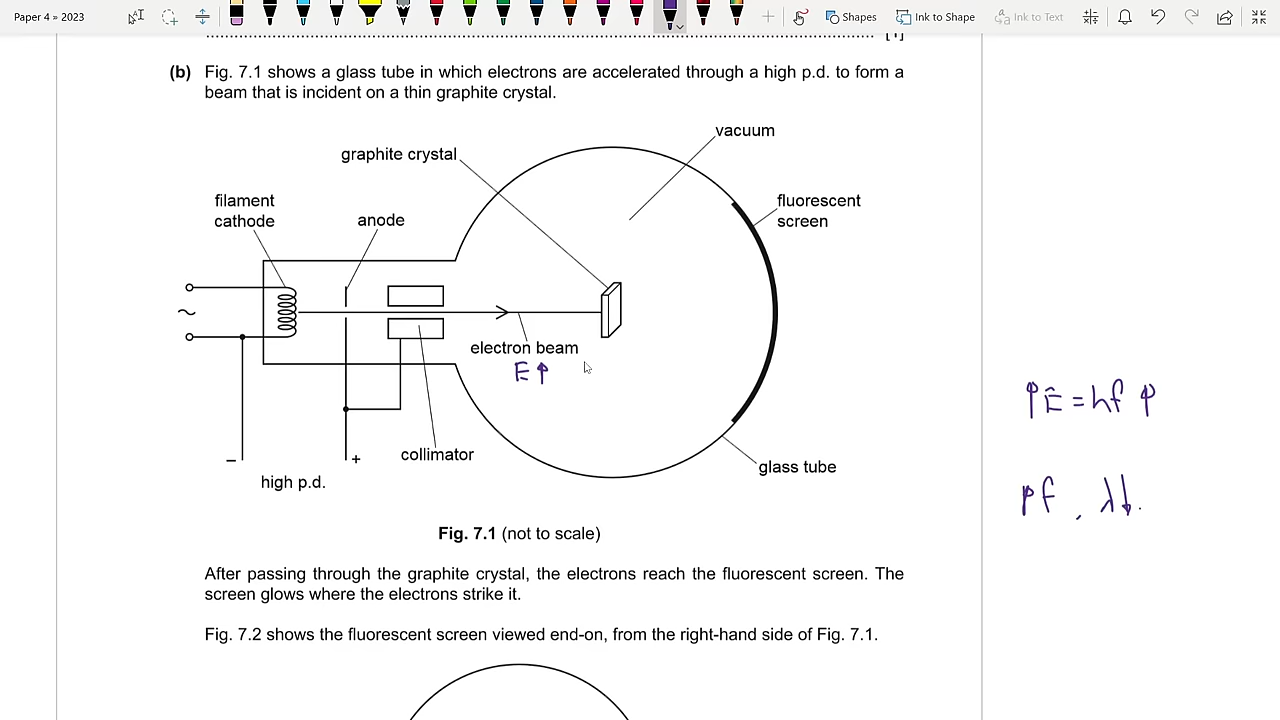 Paper 4 » 2023
Shapes
Ink to Shape
Ink to Text
[1]
(b) Fig. 7.1 shows a glass tube in which electrons are accelerated through a high p.d. to form a
beam that is incident on a thin graphite crystal.
vacuum
graphite crystal
filament
cathode
anode
fluorescent
screen
~
electron beam
E↑
↑E = hf ↑
collimator
− +
high p.d.
glass tube
↑f , λ↓.
Fig. 7.1 (not to scale)
After passing through the graphite crystal, the electrons reach the fluorescent screen. The
screen glows where the electrons strike it.
Fig. 7.2 shows the fluorescent screen viewed end-on, from the right-hand side of Fig. 7.1.